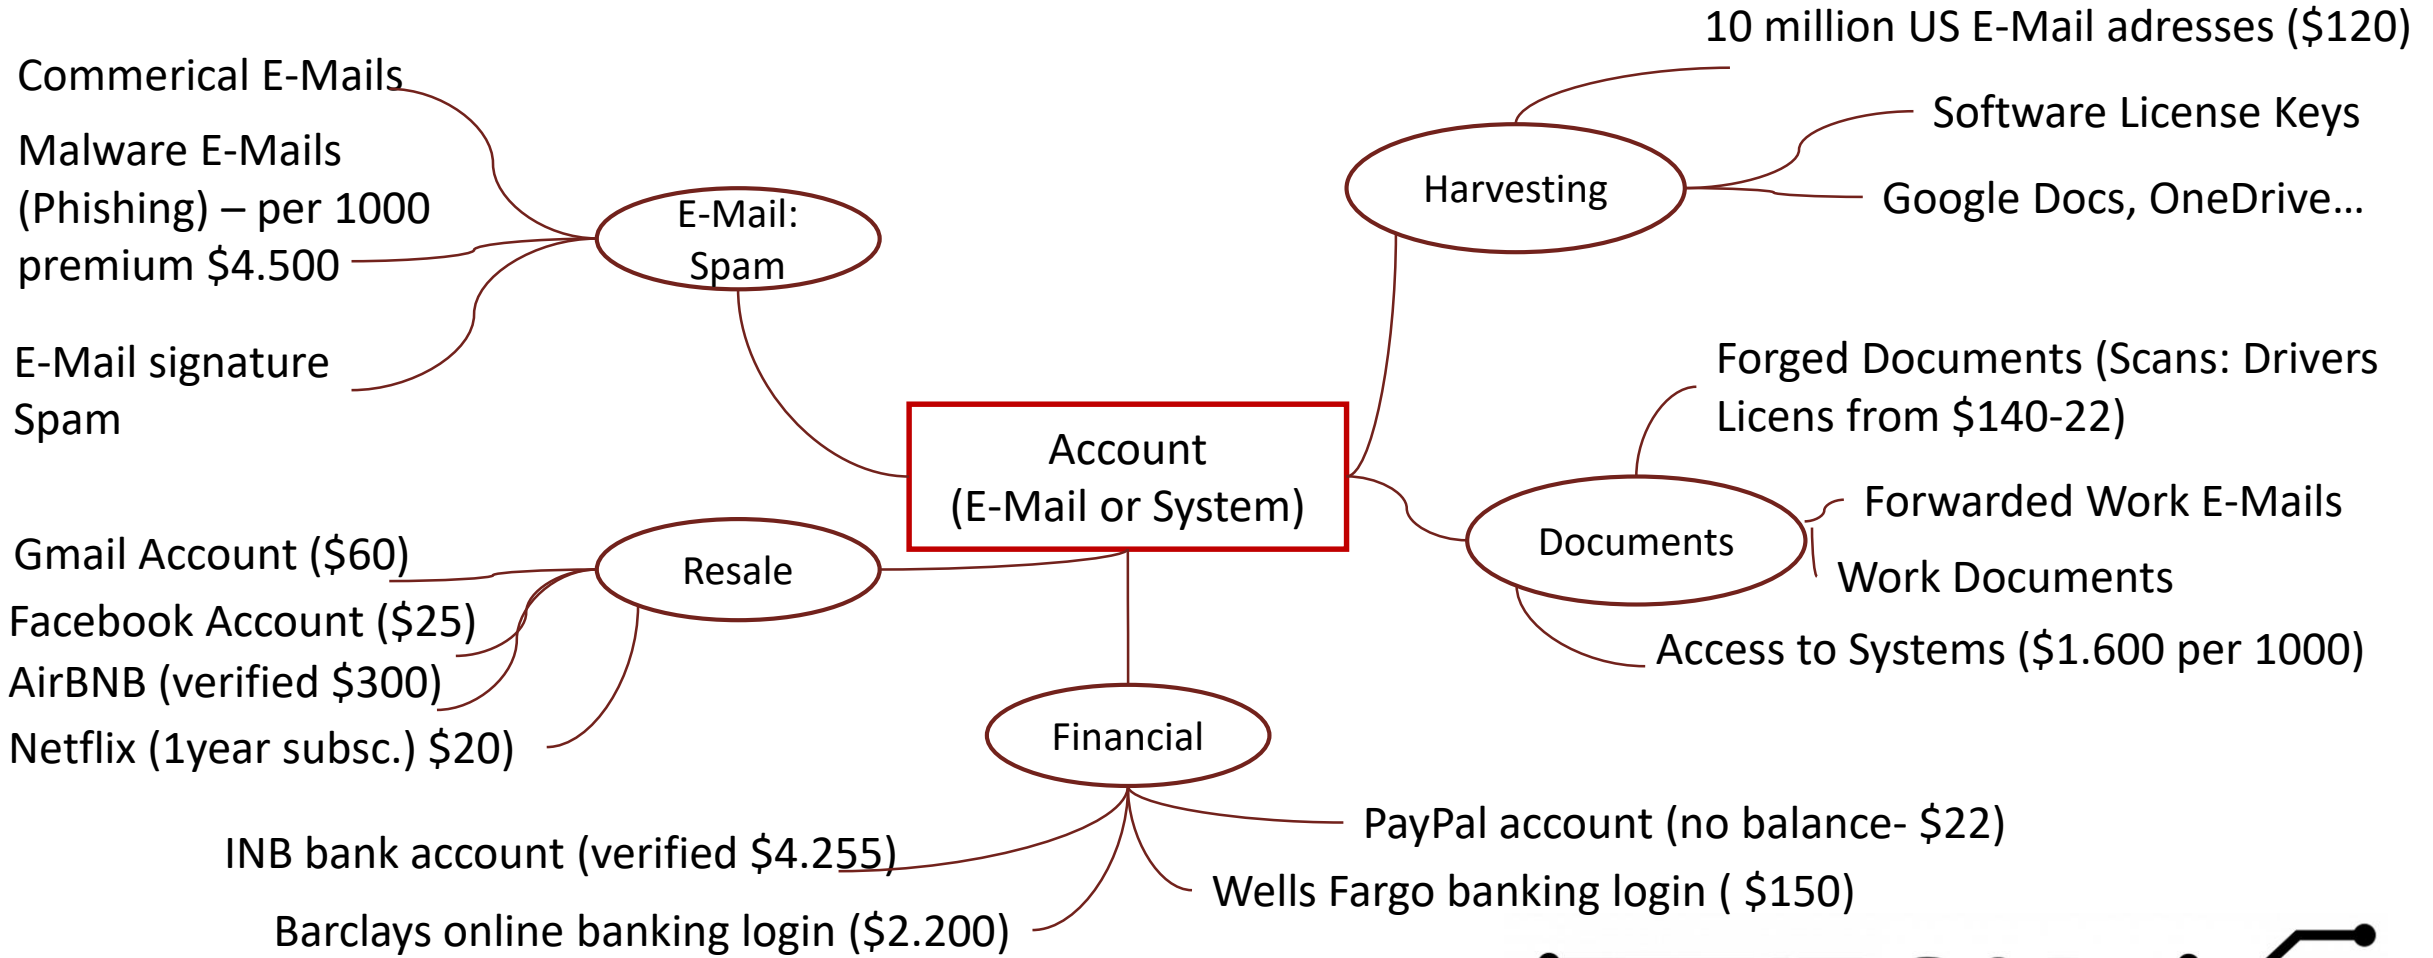 10 million US E-Mail adresses ($120)
Commerical E-Mails
Software License Keys
Malware E-Mails
(Phishing) – per 1000
premium $4.500
E-Mail:
Spam
Harvesting
Google Docs, OneDrive…
E-Mail signature
Spam
Forged Documents (Scans: Drivers
Licens from $140-22)
Account
(E-Mail or System)
Forwarded Work E-Mails
Documents
Work Documents
Access to Systems ($1.600 per 1000)
Gmail Account ($60)
Resale
Facebook Account ($25)
AirBNB (verified $300)
Netflix (1year subsc.) $20)
Financial
PayPal account (no balance- $22)
INB bank account (verified $4.255)
Wells Fargo banking login ( $150)
Barclays online banking login ($2.200)